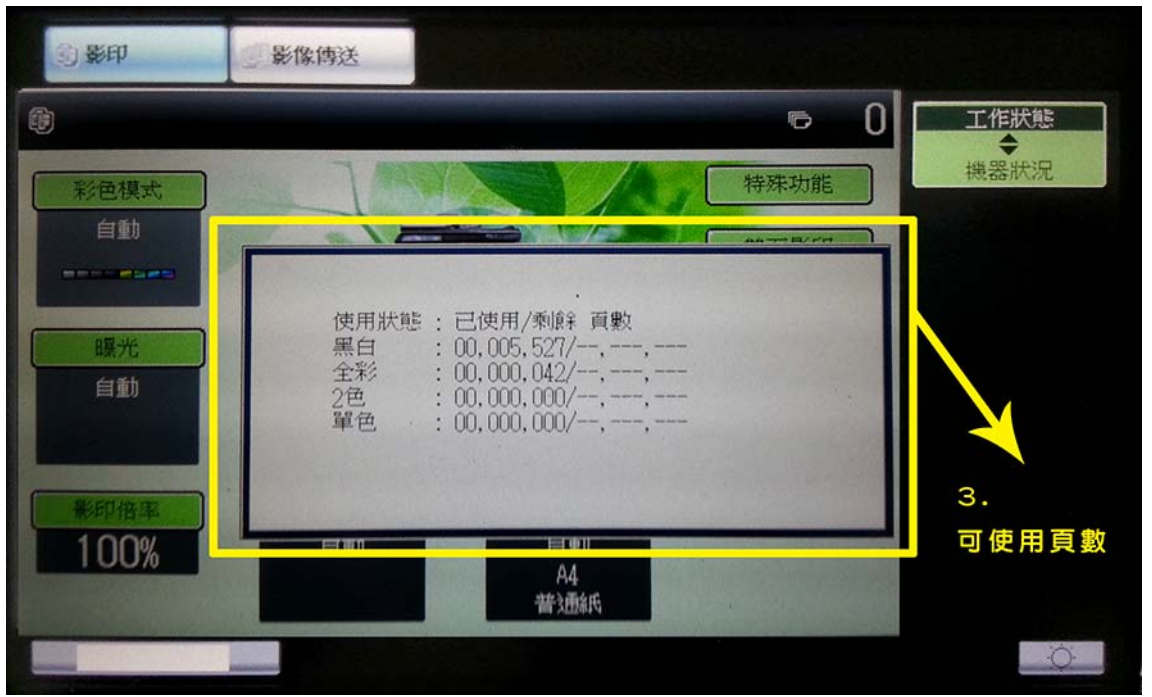 影印
影像傳送
0
工作狀態
機器狀況
彩色模式
自動
特殊功能
使用狀態 : 已使用/剩餘 頁數
黑白 : 00,005,527/--,---,---
全彩 : 00,000,042/--,---,---
2色 : 00,000,000/--,---,---
單色 : 00,000,000/--,---,---
曝光
自動
3.
可使用頁數
影印倍率
100%
A4
普通紙